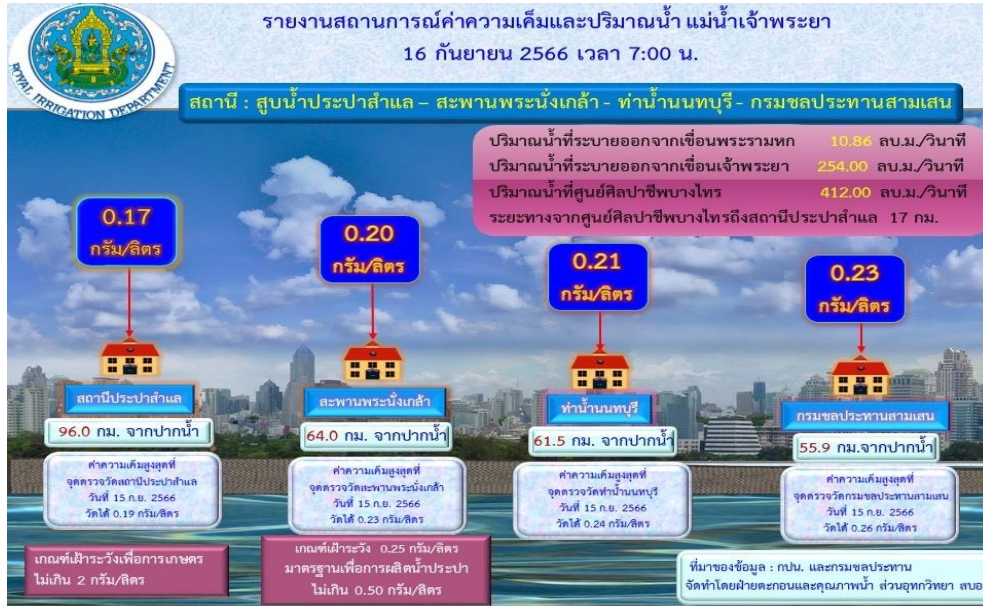 รายงานสถานการณ์ค่าความเค็มและปริมาณน้ำ แม่น้ำเจ้าพระยา
16 กันยายน 2566 เวลา 7:00 น.
ROYAL IRRIGATION DEPARTMENT
สถานี : สูบน้ำประปาสำแล – สะพานพระนั่งเกล้า - ท่าน้ำนนทบุรี - กรมชลประทานสามเสน
ปริมาณน้ำที่ระบายออกจากเขื่อนพระรามหก 10.86 ลบ.ม./วินาที
ปริมาณน้ำที่ระบายออกจากเขื่อนเจ้าพระยา 254.00 ลบ.ม./วินาที
ปริมาณน้ำที่ศูนย์ศิลปาชีพบางไทร 412.00 ลบ.ม./วินาที
ระยะทางจากศูนย์ศิลปาชีพบางไทรถึงสถานีประปาสำแล 17 กม.
0.17
กรัม/ลิตร
สถานีประปาสำแล
96.0 กม. จากปากน้ำ
ค่าความเค็มสูงสุดที่
จุดตรวจวัดสถานีประปาสำแล
วันที่ 15 ก.ย. 2566
วัดได้ 0.19 กรัม/ลิตร
0.20
กรัม/ลิตร
สะพานพระนั่งเกล้า
64.0 กม. จากปากน้ำ
ค่าความเค็มสูงสุดที่
จุดตรวจวัดสะพานพระนั่งเกล้า
วันที่ 15 ก.ย. 2566
วัดได้ 0.23 กรัม/ลิตร
0.21
กรัม/ลิตร
ท่าน้ำนนทบุรี
61.5 กม. จากปากน้ำ
ค่าความเค็มสูงสุดที่
จุดตรวจวัดท่าน้ำนนทบุรี
วันที่ 15 ก.ย. 2566
วัดได้ 0.24 กรัม/ลิตร
0.23
กรัม/ลิตร
กรมชลประทานสามเสน
55.9 กม.จากปากน้ำ
ค่าความเค็มสูงสุดที่
จุดตรวจวัดกรมชลประทานสามเสน
วันที่ 15 ก.ย. 2566
วัดได้ 0.26 กรัม/ลิตร
เกณฑ์เฝ้าระวังเพื่อการเกษตร
ไม่เกิน 2 กรัม/ลิตร
เกณฑ์เฝ้าระวัง 0.25 กรัม/ลิตร
มาตรฐานเพื่อการผลิตน้ำประปา
ไม่เกิน 0.50 กรัม/ลิตร
ที่มาของข้อมูล : กปน. และกรมชลประทาน
จัดทำโดยฝ่ายตะกอนและคุณภาพน้ำ ส่วนอุทกวิทยา สบอ